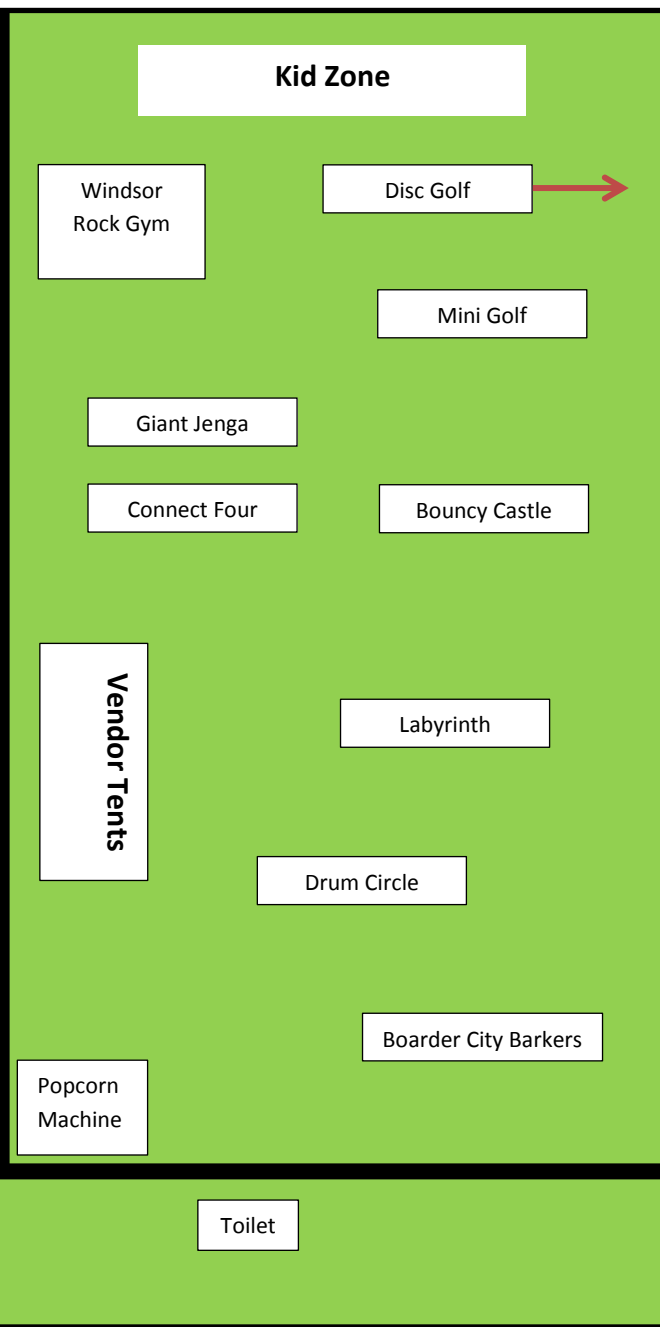 Kid Zone
Windsor
Rock Gym
Disc Golf
Mini Golf
Giant Jenga
Connect Four
Bouncy Castle
Vendor Tents
Labyrinth
Drum Circle
Boarder City Barkers
Popcorn
Machine
Toilet